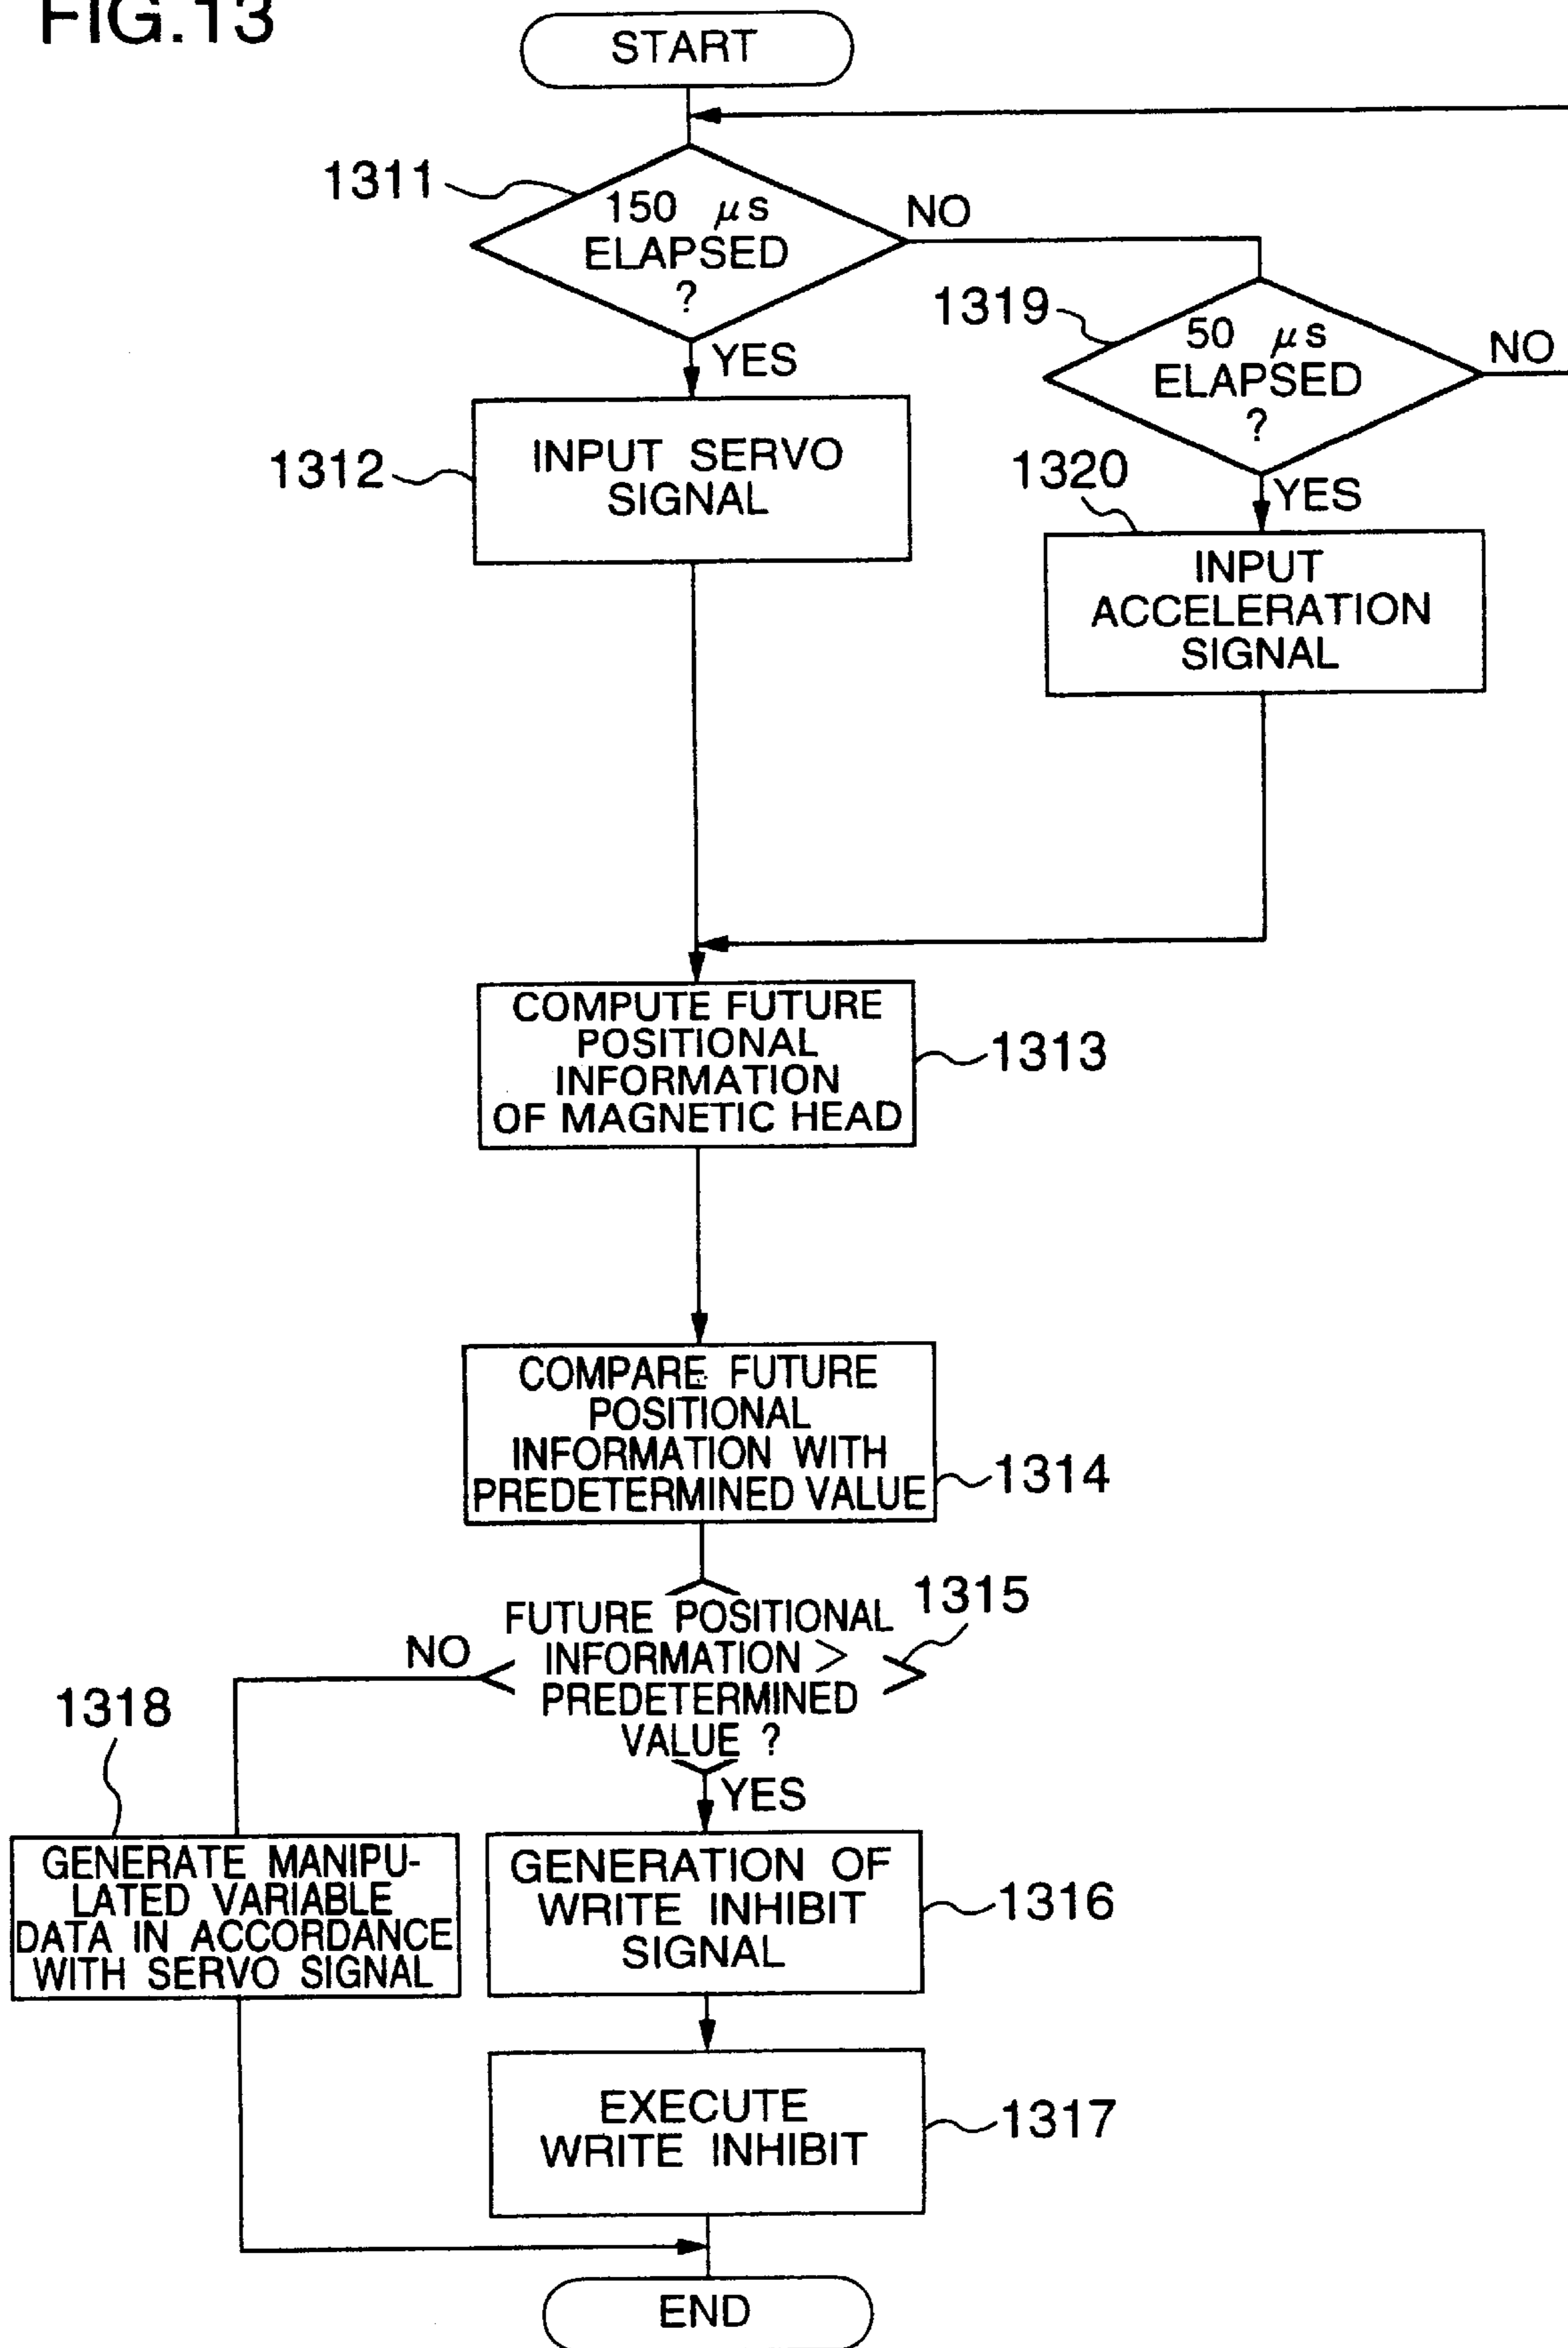 FIG.13
START
1311
150 μs
ELAPSED
?
NO
YES
1319
50 μs
ELAPSED
?
NO
YES
1312
INPUT SERVO
SIGNAL
1320
INPUT
ACCELERATION
SIGNAL
COMPUTE FUTURE
POSITIONAL
INFORMATION
OF MAGNETIC HEAD
1313
COMPARE FUTURE
POSITIONAL
INFORMATION WITH
PREDETERMINED VALUE
1314
FUTURE POSITIONAL
INFORMATION >
PREDETERMINED
VALUE ?
1315
NO
YES
1318
GENERATE MANIPU-
LATED VARIABLE
DATA IN ACCORDANCE
WITH SERVO SIGNAL
GENERATION OF
WRITE INHIBIT
SIGNAL
1316
EXECUTE
WRITE INHIBIT
1317
END